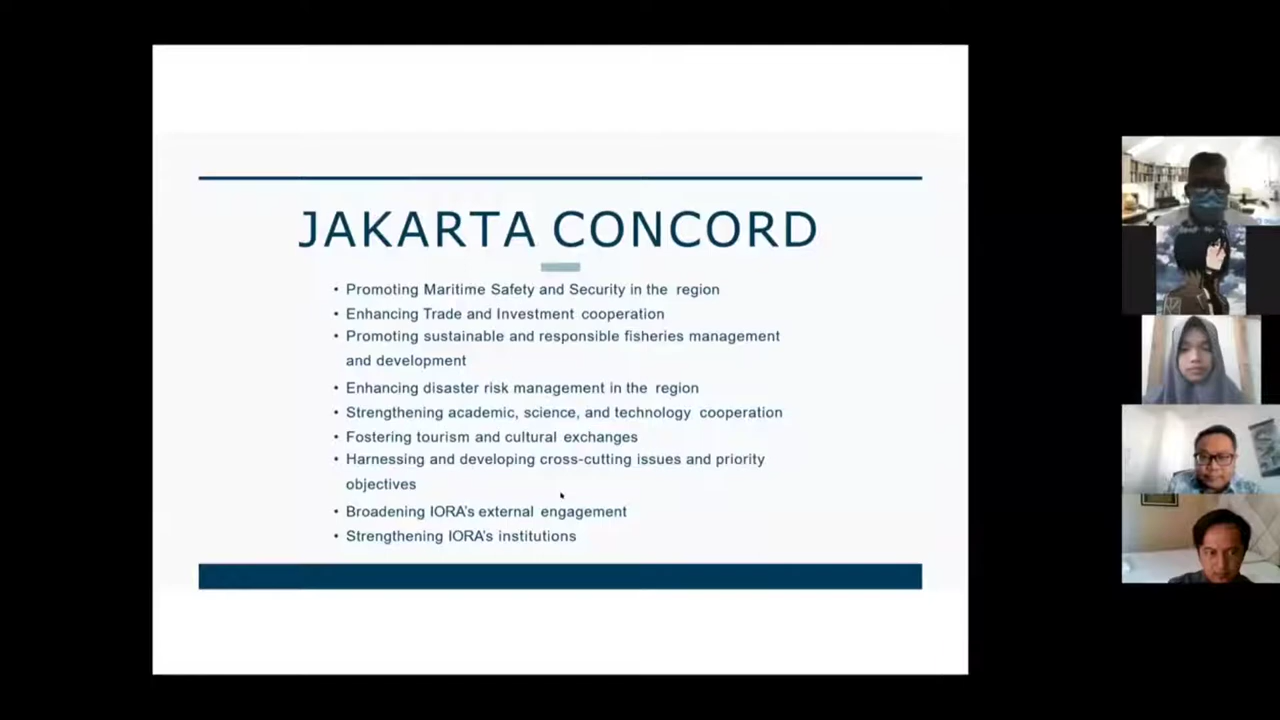 JAKARTA CONCORD
• Promoting Maritime Safety and Security in the region
• Enhancing Trade and Investment cooperation
• Promoting sustainable and responsible fisheries management
and development
• Enhancing disaster risk management in the region
• Strengthening academic, science, and technology cooperation
• Fostering tourism and cultural exchanges
• Harnessing and developing cross-cutting issues and priority
objectives
• Broadening IORA's external engagement
• Strengthening IORA's institutions